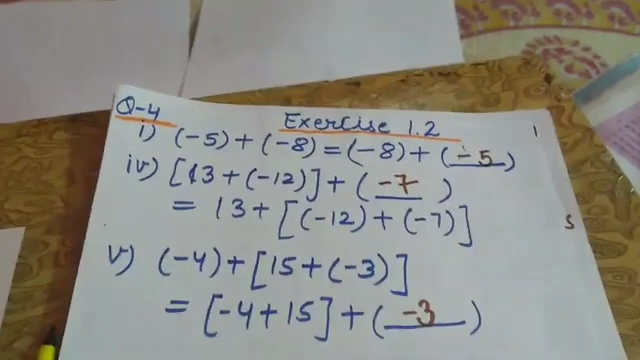 Q-4
Exercise 1.2
i) (-5) + (-8) = (-8) + (-5)
iv) [13 + (-12)] + (-7)
= 13 + [(-12) + (-7)]
v) (-4) + [15 + (-3)]
= [-4 + 15] + (-3)